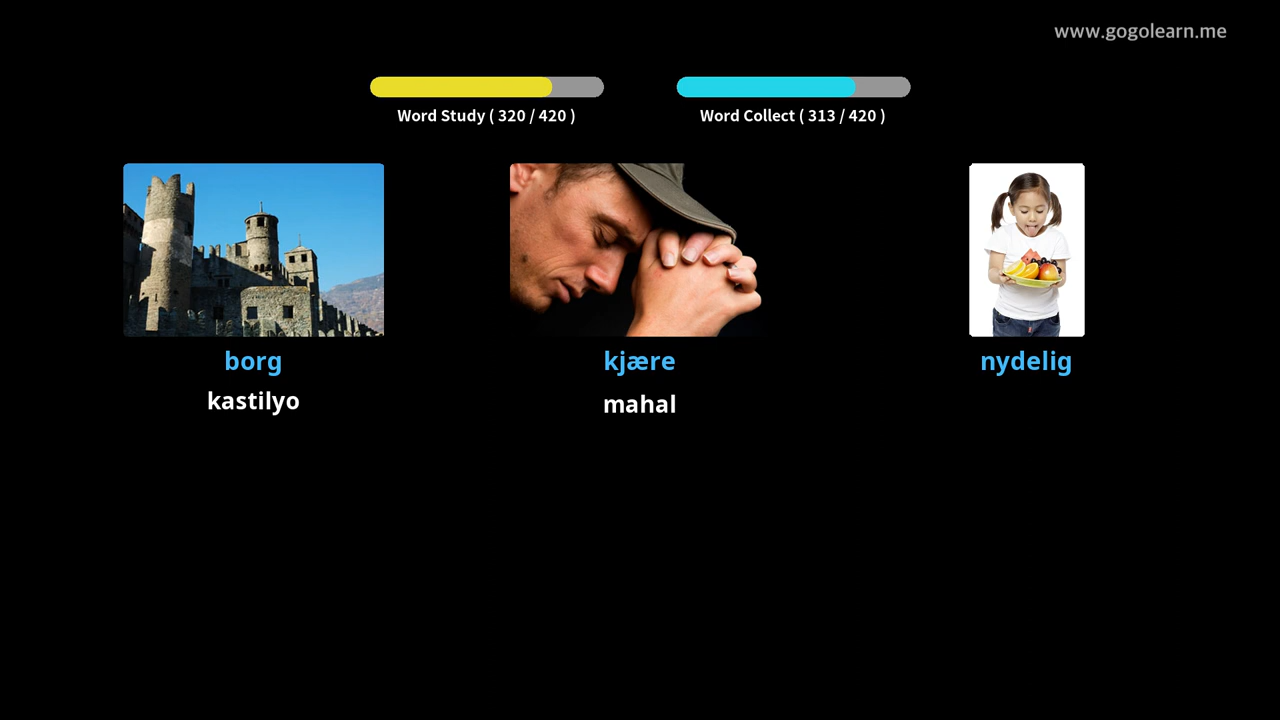 www.gogolearn.me
Word Study ( 320 / 420 )
Word Collect ( 313 / 420 )
borg
kjære
nydelig
kastilyo
mahal